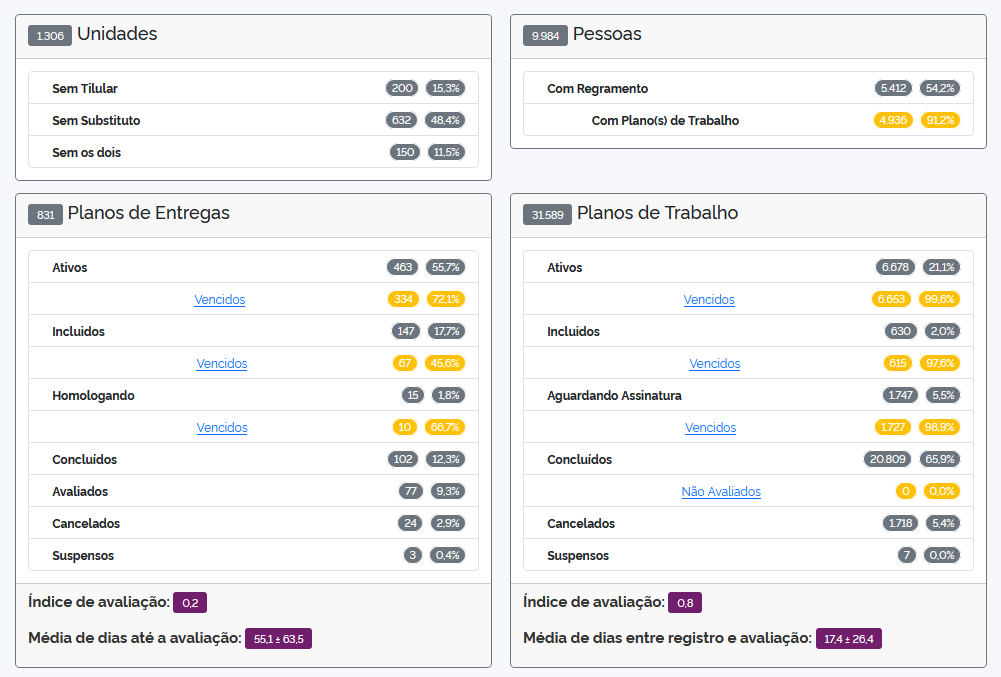 1.306 Unidades
Sem Tilular 200 15,3%
Sem Substituto 632 48,4%
Sem os dois 150 11,5%
9.984 Pessoas
Com Regramento 5.412 54,2%
Com Plano(s) de Trabalho 4.936 91,2%
831 Planos de Entregas
Ativos 463 55,7%
Vencidos 334 72,1%
Incluidos 147 17,7%
Vencidos 67 45,6%
Homologando 15 1,8%
Vencidos 10 66,7%
Concluídos 102 12,3%
Avaliados 77 9,3%
Cancelados 24 2,9%
Suspensos 3 0,4%
Índice de avaliação: 0,2
Média de dias até a avaliação: 55,1 ± 63,5
31.589 Planos de Trabalho
Ativos 6.678 21,1%
Vencidos 6.653 99,6%
Incluidos 630 2,0%
Vencidos 615 97,6%
Aguardando Assinatura 1.747 5,5%
Vencidos 1.727 98,9%
Concluídos 20.809 65,9%
Não Avaliados 0 0,0%
Cancelados 1.718 5,4%
Suspensos 7 0,0%
Índice de avaliação: 0,8
Média de dias entre registro e avaliação: 17,4 ± 26,4